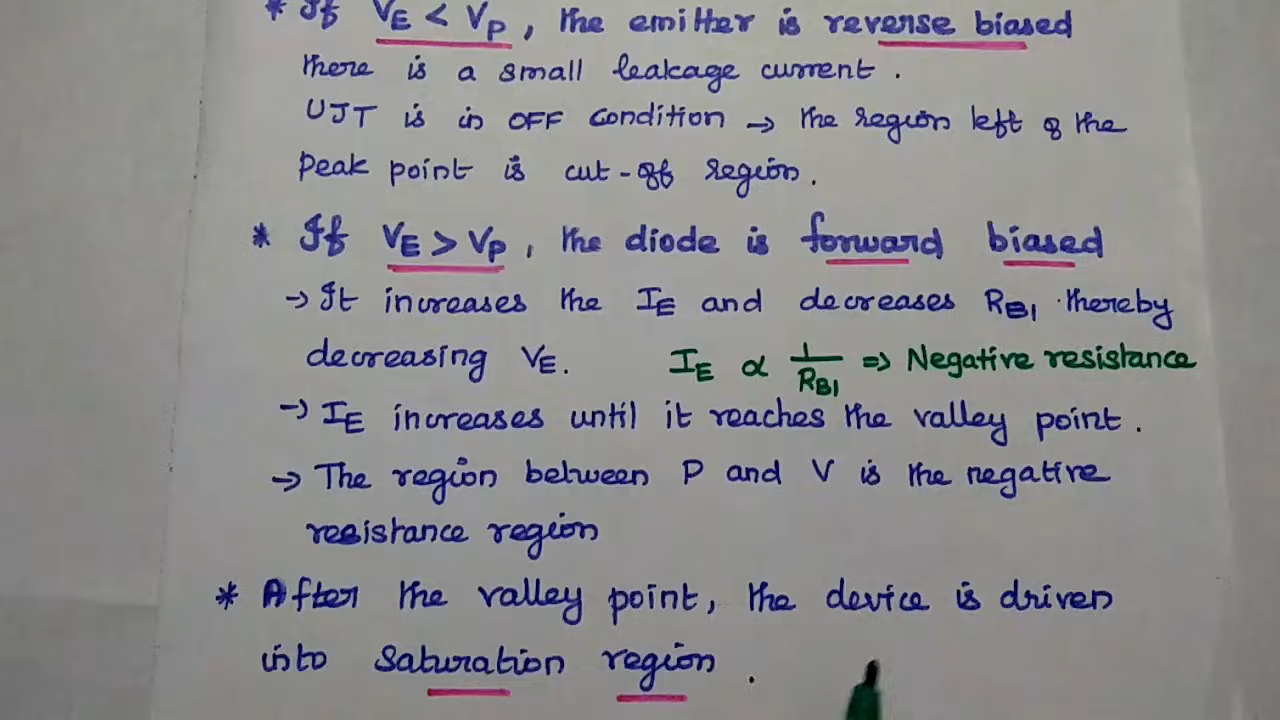 * If VE < VP, the emitter is reverse biased
there is a small leakage current.
UJT is in OFF condition → the region left of the
Peak point is cut-off region.
* If VE > VP, the diode is forward biased
→ It increases the IE and decreases RB1 thereby
decreasing VE. IE ∝ 1/RB1 ⇒ Negative resistance
→ IE increases until it reaches the valley point.
→ The region between P and V is the negative
resistance region
* After the valley point, the device is driven
into saturation region.